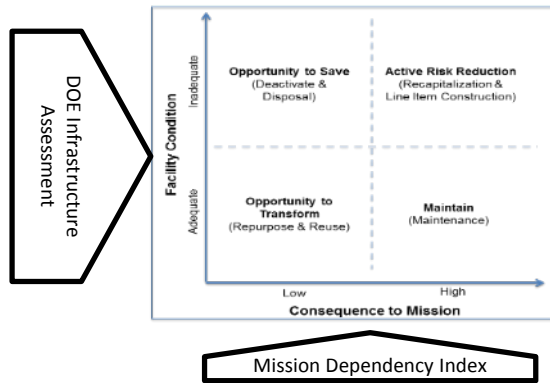 DOE Infrastructure
Assessment
Facility Condition
Inadequate
Adequate
Opportunity to Save
(Deactivate &
Disposal)
Active Risk Reduction
(Recapitalization &
Line Item Construction)
Opportunity to
Transform
(Repurpose & Reuse)
Maintain
(Maintenance)
Low
High
Consequence to Mission
Mission Dependency Index